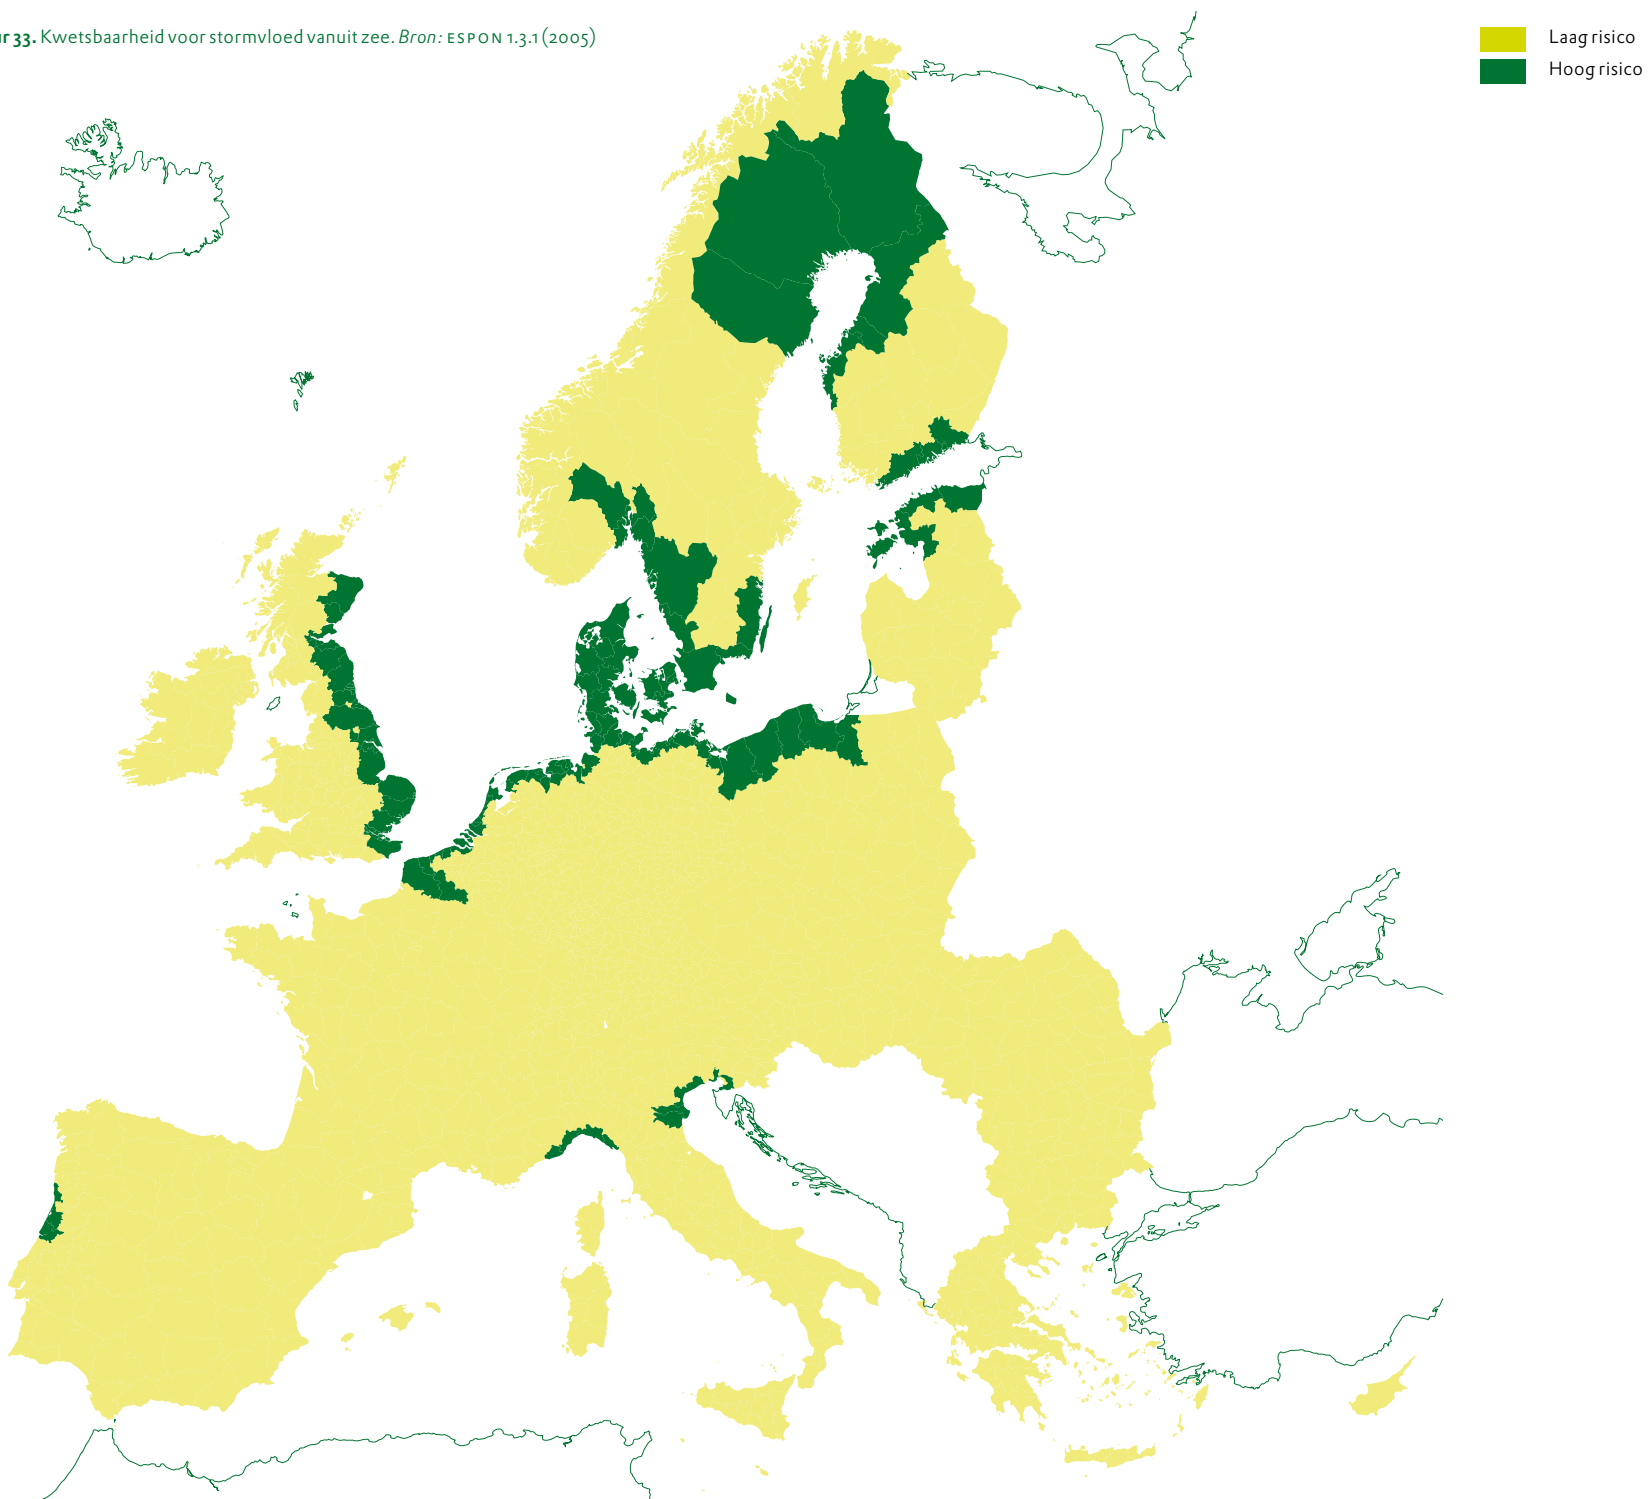 33. Kwetsbaarheid voor stormvloed vanuit zee. Bron: ESPON 1.3.1 (2005)
Laag risico
Hoog risico